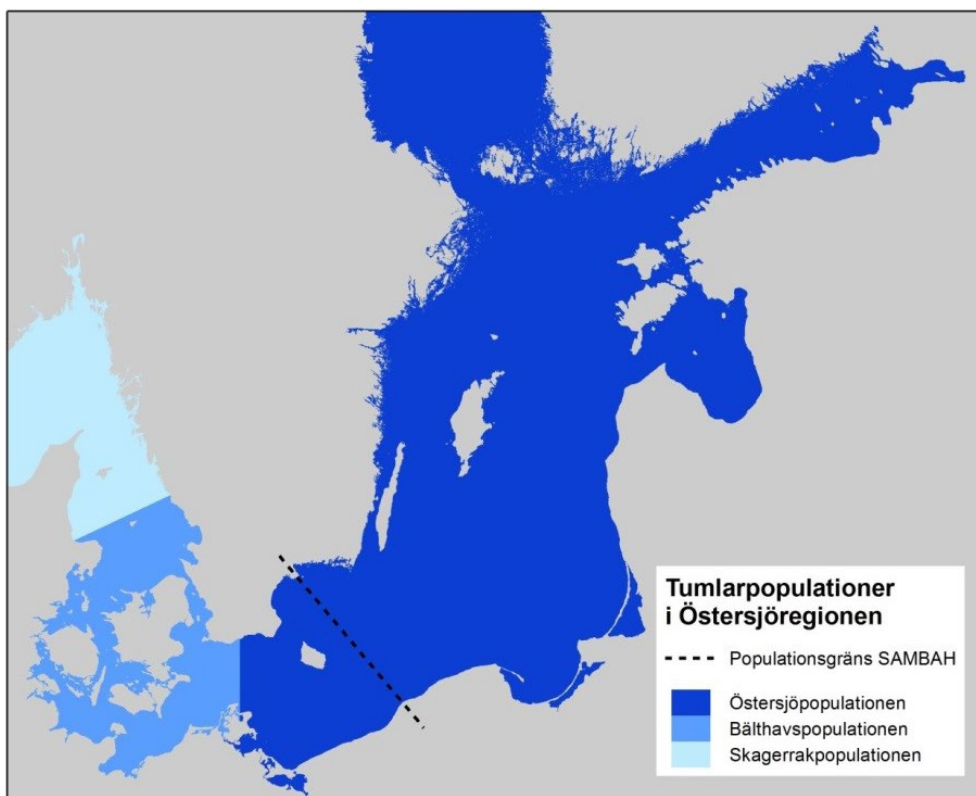 Tumlarpopulationer
i Östersjöregionen
Populationsgräns SAMBAH
Östersjöpopulationen
Bälthavspopulationen
Skagerrakpopulationen